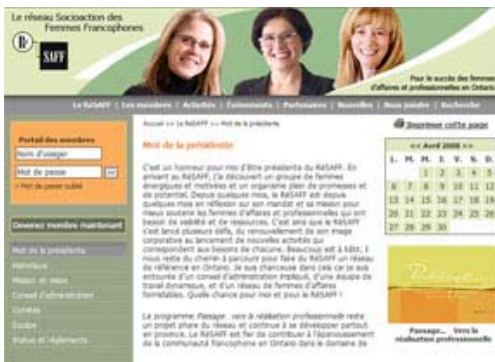 Le réseau Socioaction des
Femmes Francophones
Ré
SAFF
Pour le succès des femmes
d'affaires et professionnelles en Ontario
Le RéSAFF | Les membres | Activités | Événements | Partenaires | Nouvelles | Nous joindre | Recherche
Portail des membres
Nom d'usager
Mot de passe
>>
> Mot de passe oublié
Devenez membre maintenant
Mot de la présidente
Historique
Mission et vision
Conseil d'administration
Comités
Équipe
Statuts et règlements
Accueil >> Le RéSAFF >> Mot de la présidente
Mot de la présidente
C'est un honneur pour moi d'être présidente du RéSAFF. En
arrivant au RéSAFF, j'ai découvert un groupe de femmes
énergiques et motivées et un organisme plein de promesses et
de potentiel. Depuis quelques mois, le RéSAFF est depuis
quelques mois en réflexion sur son mandat et sa mission pour
mieux soutenir les femmes d'affaires et professionnelles qui ont
besoin de visibilité et de ressources. C'est ainsi que le RéSAFF
s'est lancé plusieurs défis, du renouvellement de son image
corporative au lancement de nouvelles activités qui
correspondent aux besoins de chacune. Beaucoup est à bâtir, il
nous reste du chemin à parcourir pour faire du RéSAFF un réseau
de référence en Ontario. Je suis chanceuse dans cela car je suis
entourée d'un conseil d'administration impliqué, d'une équipe de
travail dynamique, et d'un réseau de femmes d'affaires
formidables. Quelle chance pour moi et pour le RéSAFF !
Le programme Passage... vers la réalisation professionnelle reste
un projet phare du réseau et continue à se développer partout
en province. Le RéSAFF est fier de contribuer à l'épanouissement
de la communauté francophone en Ontario dans le domaine de
Imprimer cette page
<< Avril 2008 >>
L. M. M. J. V. S. D.
1 2 3 4 5 6
7 8 9 10 11 12 13
14 15 16 17 18 19 20
21 22 23 24 25 26 27
28 29 30
Passage
Passage... Vers la
réalisation professionnelle